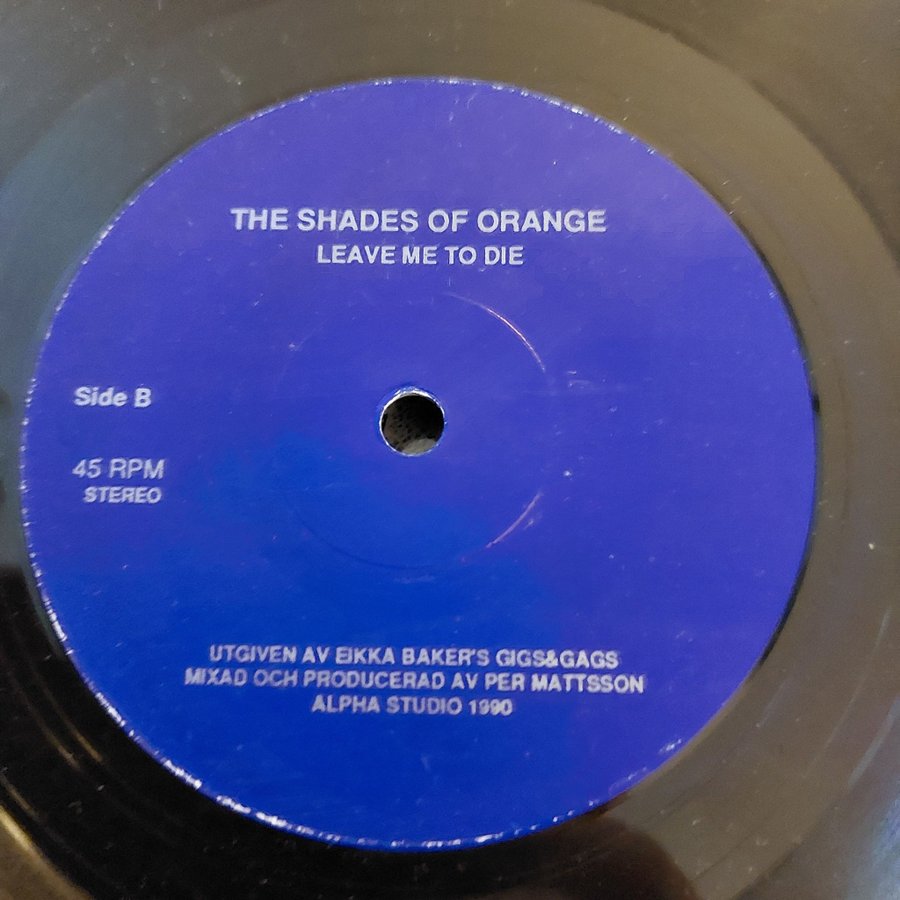 THE SHADES OF ORANGE
LEAVE ME TO DIE
Side B
45 RPM
STEREO
UTGIVEN AV EIKKA BAKER'S GIGS&GAGS
MIXAD OCH PRODUCERAD AV PER MATTSSON
ALPHA STUDIO 1990